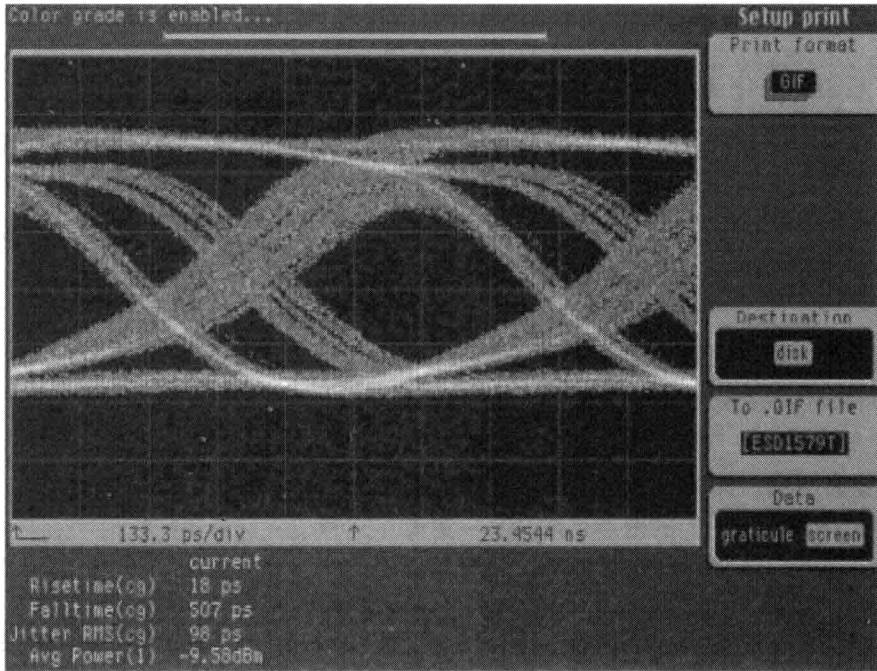 Color grade is enabled...
Setup print
Print format
GIF
Destination
disk
To .GIF file
[ESD1579T]
Data
graticule screen
133.3 ps/div ↑ 23.4544 ns
current
Risetime(cg) 18 ps
Falltime(cg) 507 ps
Jitter RMS(cg) 98 ps
Avg Power(1) -9.58dBm